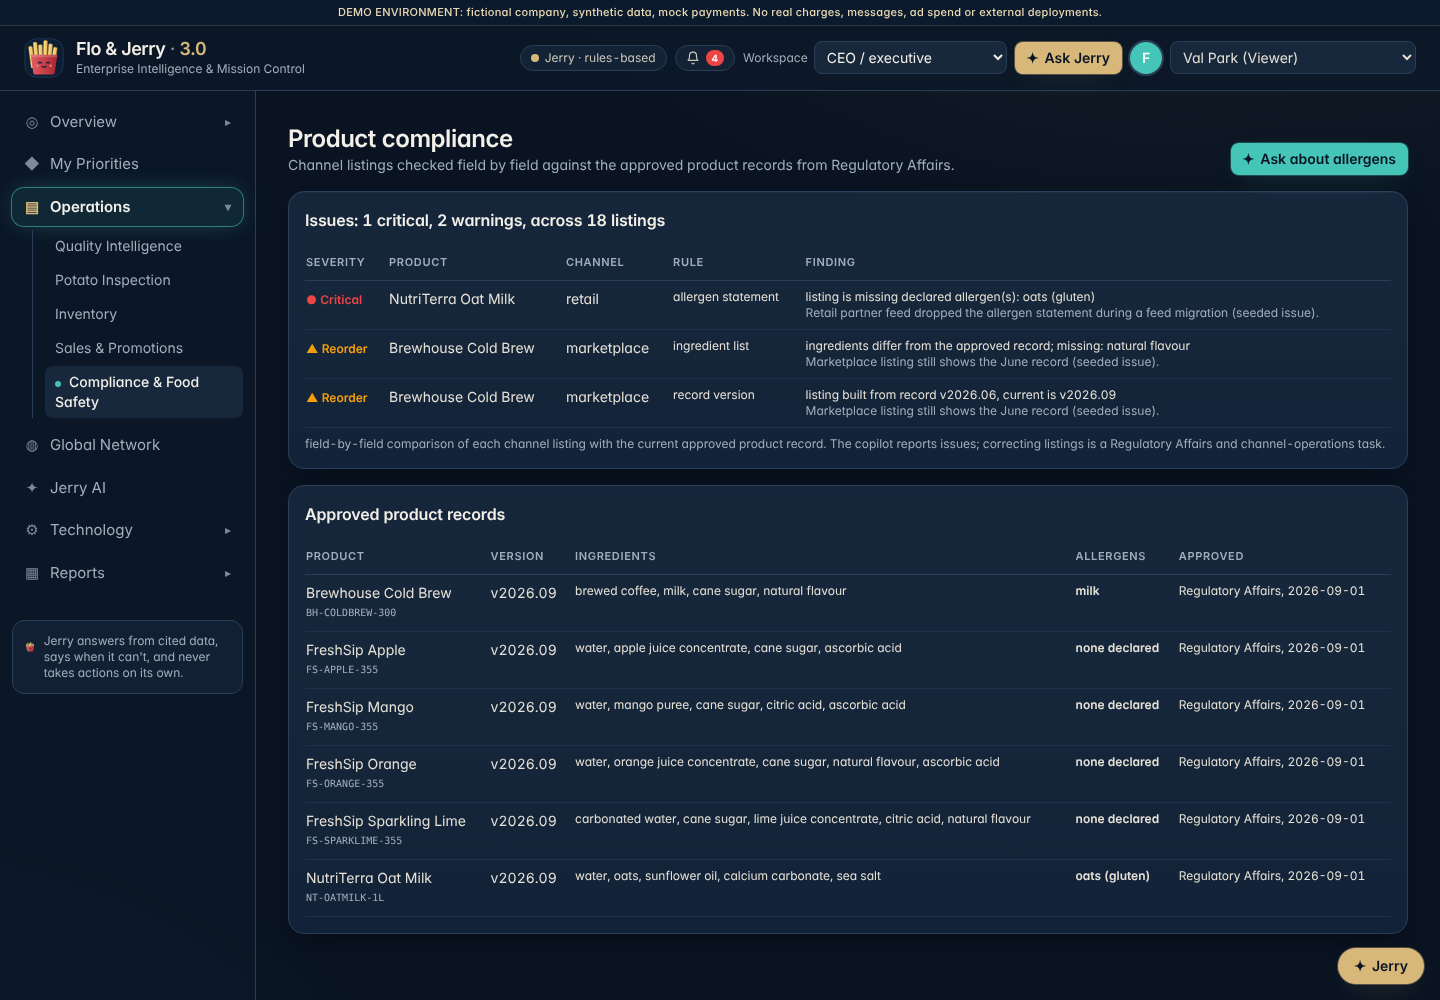 DEMO ENVIRONMENT: fictional company, synthetic data, mock payments. No real charges, messages, ad spend or external deployments.
Flo & Jerry · 3.0
Enterprise Intelligence & Mission Control
Jerry · rules-based
4
Workspace
CEO / executive
✦ Ask Jerry
F
Val Park (Viewer)
Overview
My Priorities
Operations
Quality Intelligence
Potato Inspection
Inventory
Sales & Promotions
Compliance & Food
Safety
Global Network
Jerry AI
Technology
Reports
Jerry answers from cited data,
says when it can't, and never
takes actions on its own.
Product compliance
Channel listings checked field by field against the approved product records from Regulatory Affairs.
✦ Ask about allergens
Issues: 1 critical, 2 warnings, across 18 listings
SEVERITY PRODUCT CHANNEL RULE FINDING
Critical NutriTerra Oat Milk retail allergen statement listing is missing declared allergen(s): oats (gluten)
Retail partner feed dropped the allergen statement during a feed migration (seeded issue).
Reorder Brewhouse Cold Brew marketplace ingredient list ingredients differ from the approved record; missing: natural flavour
Marketplace listing still shows the June record (seeded issue).
Reorder Brewhouse Cold Brew marketplace record version listing built from record v2026.06, current is v2026.09
Marketplace listing still shows the June record (seeded issue).
field-by-field comparison of each channel listing with the current approved product record. The copilot reports issues; correcting listings is a Regulatory Affairs and channel-operations task.
Approved product records
PRODUCT VERSION INGREDIENTS ALLERGENS APPROVED
Brewhouse Cold Brew v2026.09 brewed coffee, milk, cane sugar, natural flavour milk Regulatory Affairs, 2026-09-01
BH-COLDBREW-300
FreshSip Apple v2026.09 water, apple juice concentrate, cane sugar, ascorbic acid none declared Regulatory Affairs, 2026-09-01
FS-APPLE-355
FreshSip Mango v2026.09 water, mango puree, cane sugar, citric acid, ascorbic acid none declared Regulatory Affairs, 2026-09-01
FS-MANGO-355
FreshSip Orange v2026.09 water, orange juice concentrate, cane sugar, natural flavour, ascorbic acid none declared Regulatory Affairs, 2026-09-01
FS-ORANGE-355
FreshSip Sparkling Lime v2026.09 carbonated water, cane sugar, lime juice concentrate, citric acid, natural flavour none declared Regulatory Affairs, 2026-09-01
FS-SPARKLIME-355
NutriTerra Oat Milk v2026.09 water, oats, sunflower oil, calcium carbonate, sea salt oats (gluten) Regulatory Affairs, 2026-09-01
NT-OATMILK-1L
✦ Jerry